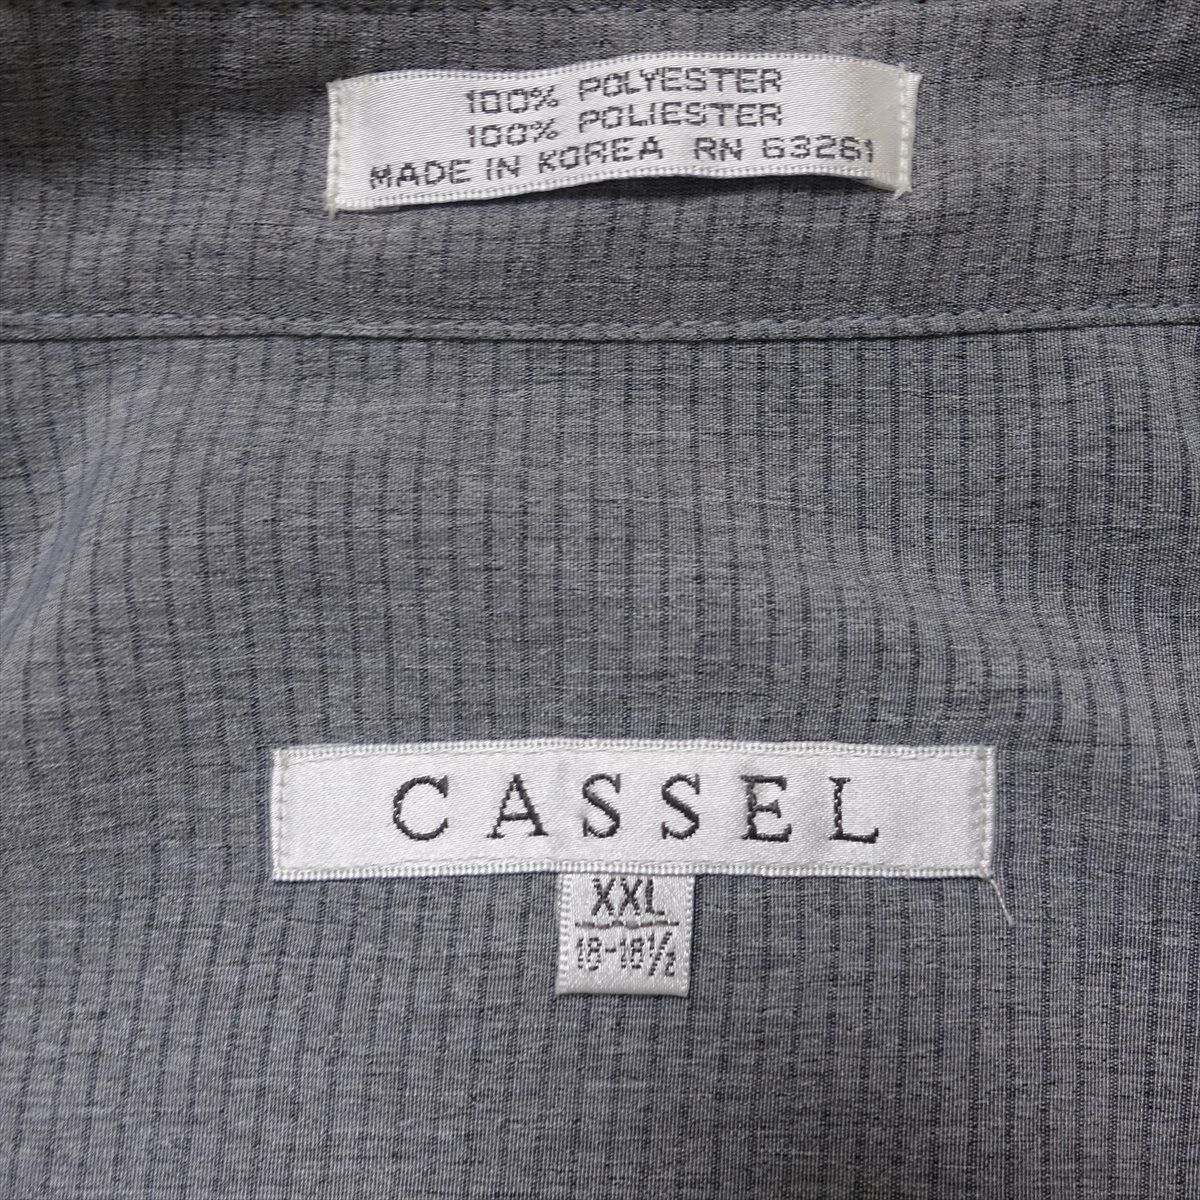 100% POLYESTER
100% POLIESTER
MADE IN KOREA RN 63261
CASSEL
XXL
18-18½